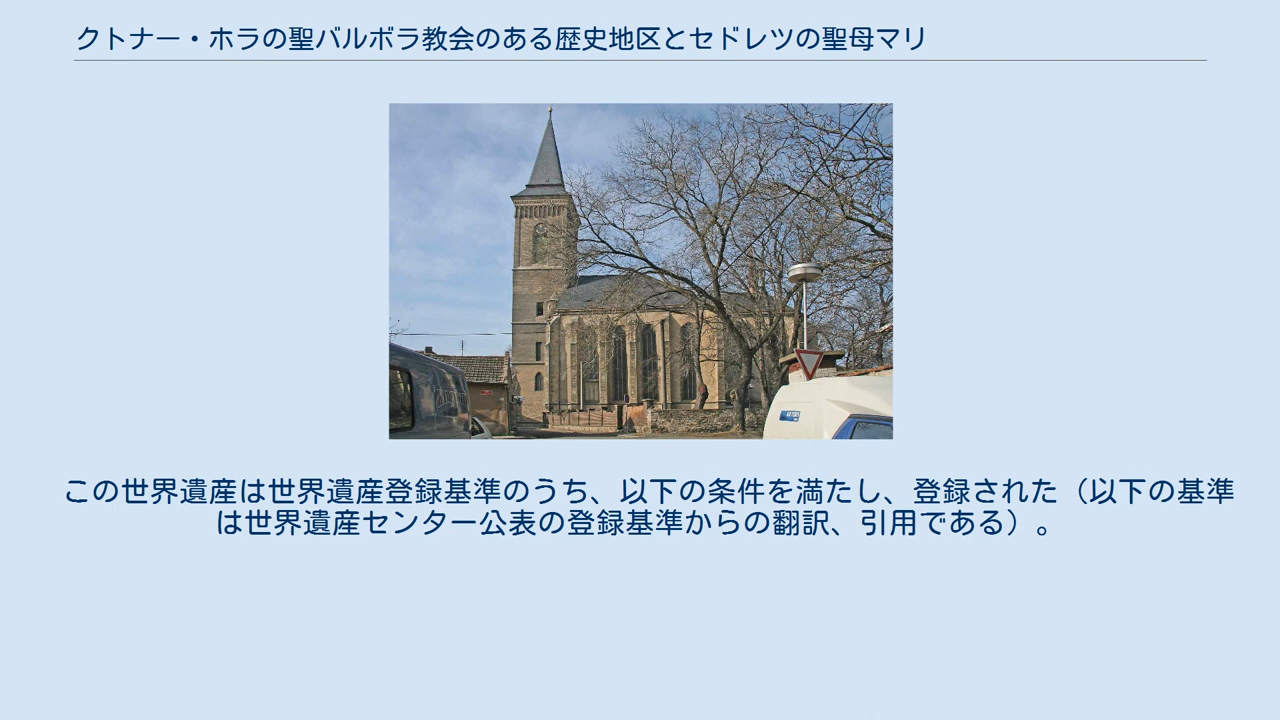 クトナー・ホラの聖バルボラ教会のある歴史地区とセドレツの聖母マリ
この世界遺産は世界遺産登録基準のうち、以下の条件を満たし、登録された（以下の基準
は世界遺産センター公表の登録基準からの翻訳、引用である）。